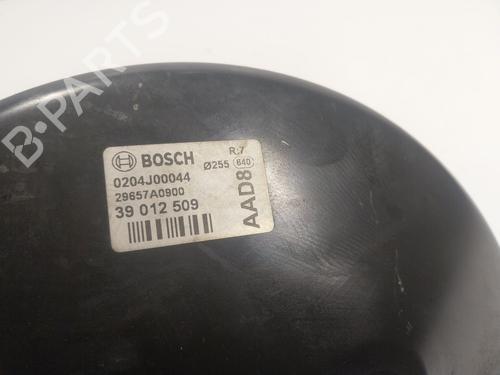 B-PARTS
BOSCH
R:7
Ø255 640
0204J00044
29657A0900
39 012 509
AAD8